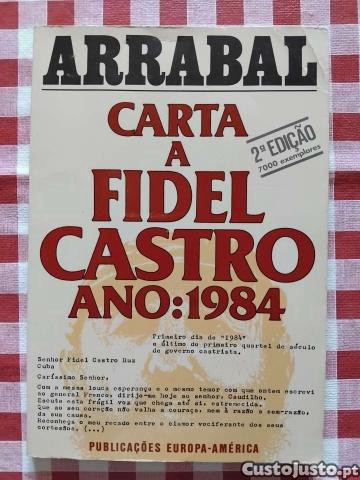 ARRABAL
CARTA
A
FIDEL
CASTRO
ANO:1984
2ª EDIÇÃO
7000 exemplares
Primeiro dia de "1984"
e último do primeiro quartel de século
de governo castrista.
Senhor Fidel Castro Ruz
Cuba
Caríssimo Senhor,
Com a mesma louca esperança e o mesmo temor com que ontem escrevi
ao general Franco, dirijo-me hoje ao senhor, Caudilho.
Escute esta frágil voz que chega até si, estremecida.
Que ao seu coração não valha a couraça, nem à razão a sem-razão,
da sua causa.
Reconheça o meu recado entre o clamor vociferante dos seus
cortesãos. (...)
PUBLICAÇÕES EUROPA-AMÉRICA
CustoJusto.pt